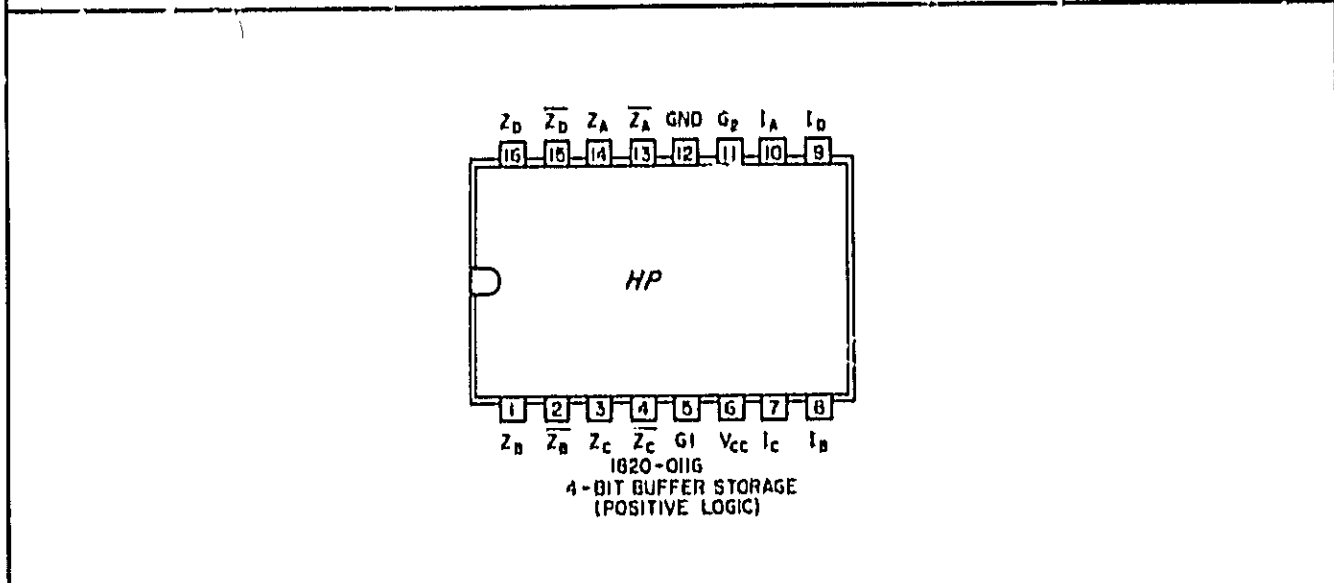 Z_D Z̅_D Z_A Z̅_A GND G₂ I_A I_D
16 15 14 13 12 11 10 9
HP
1 2 3 4 5 6 7 8
Z_B Z̅_B Z_C Z̅_C G1 V_CC I_C I_B
1820-0116
4-BIT BUFFER STORAGE
(POSITIVE LOGIC)